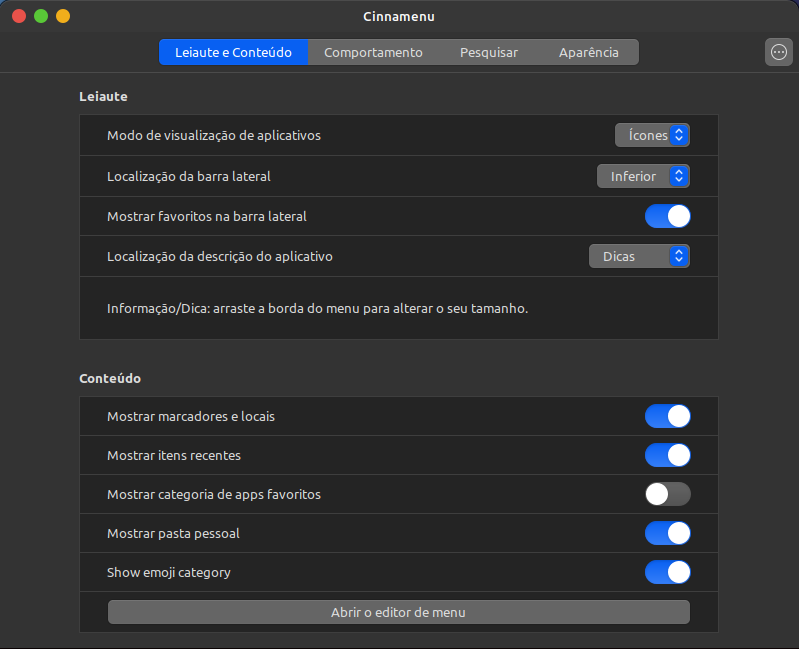 Cinnamenu
Leiaute e Conteúdo
Comportamento
Pesquisar
Aparência
Leiaute
Modo de visualização de aplicativos
Ícones
Localização da barra lateral
Inferior
Mostrar favoritos na barra lateral
Localização da descrição do aplicativo
Dicas
Informação/Dica: arraste a borda do menu para alterar o seu tamanho.
Conteúdo
Mostrar marcadores e locais
Mostrar itens recentes
Mostrar categoria de apps favoritos
Mostrar pasta pessoal
Show emoji category
Abrir o editor de menu